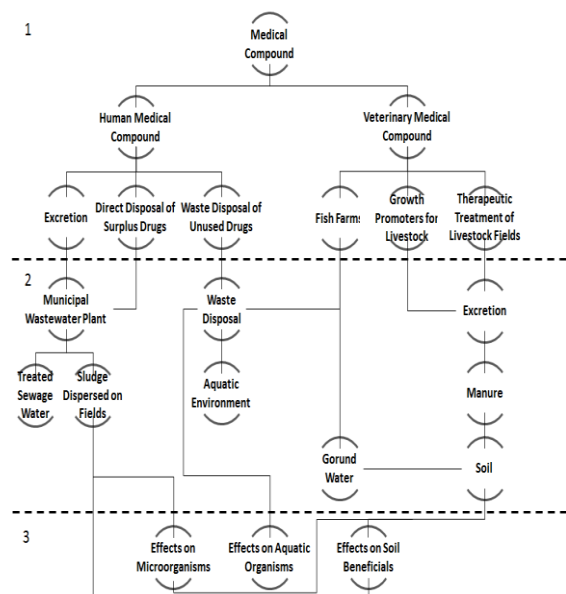 1
Medical
Compound
Human Medical
Compound
Veterinary Medical
Compound
Excretion
Direct Disposal of
Surplus Drugs
Waste Disposal of
Unused Drugs
Fish Farms
Growth
Promoters for
Livestock
Therapeutic
Treatment of
Livestock Fields
2
Municipal
Wastewater Plant
Waste
Disposal
Excretion
Treated
Sewage
Water
Sludge
Dispersed on
Fields
Aquatic
Environment
Manure
Gorund
Water
Soil
3
Effects on
Microorganisms
Effects on Aquatic
Organisms
Effects on Soil
Beneficials